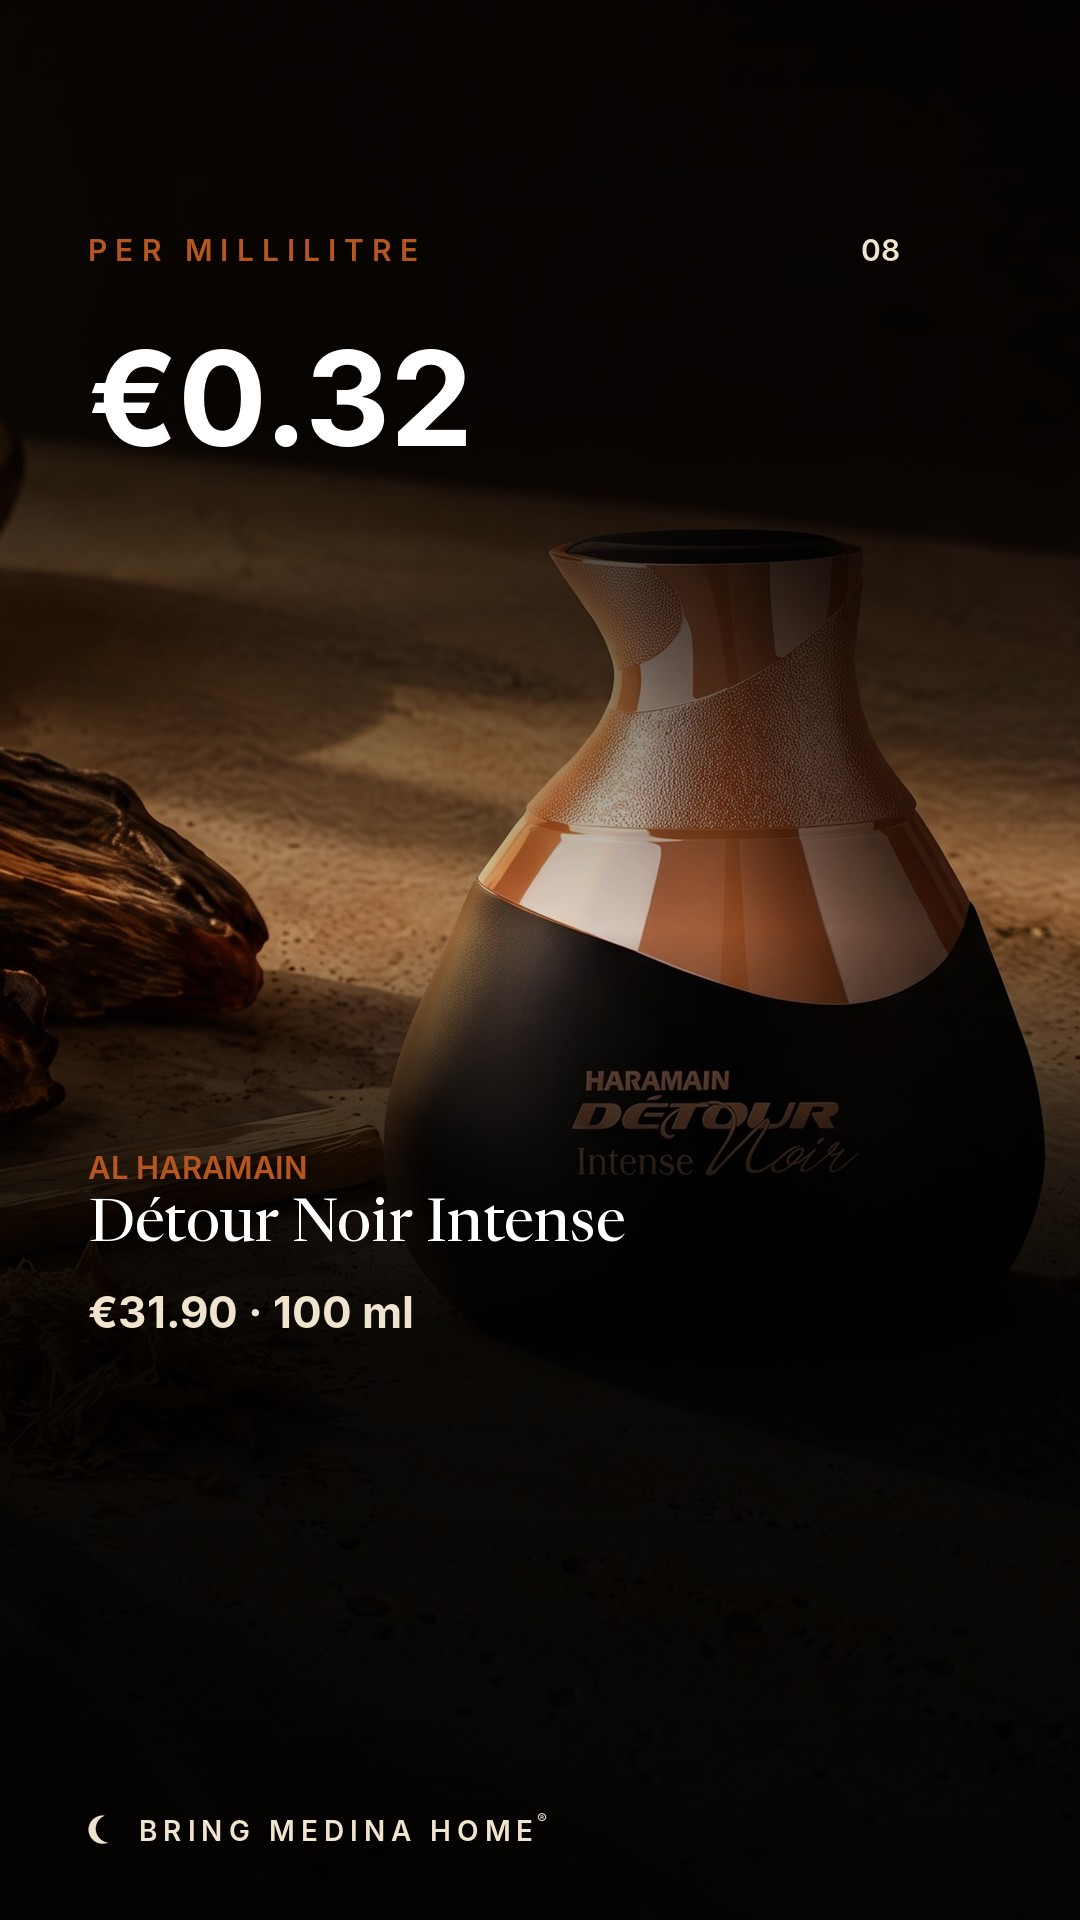 PER MILLILITRE
08
€0.32
HARAMAIN
DÉTOUR
Intense Noir
AL HARAMAIN
Détour Noir Intense
€31.90 · 100 ml
BRING MEDINA HOME®